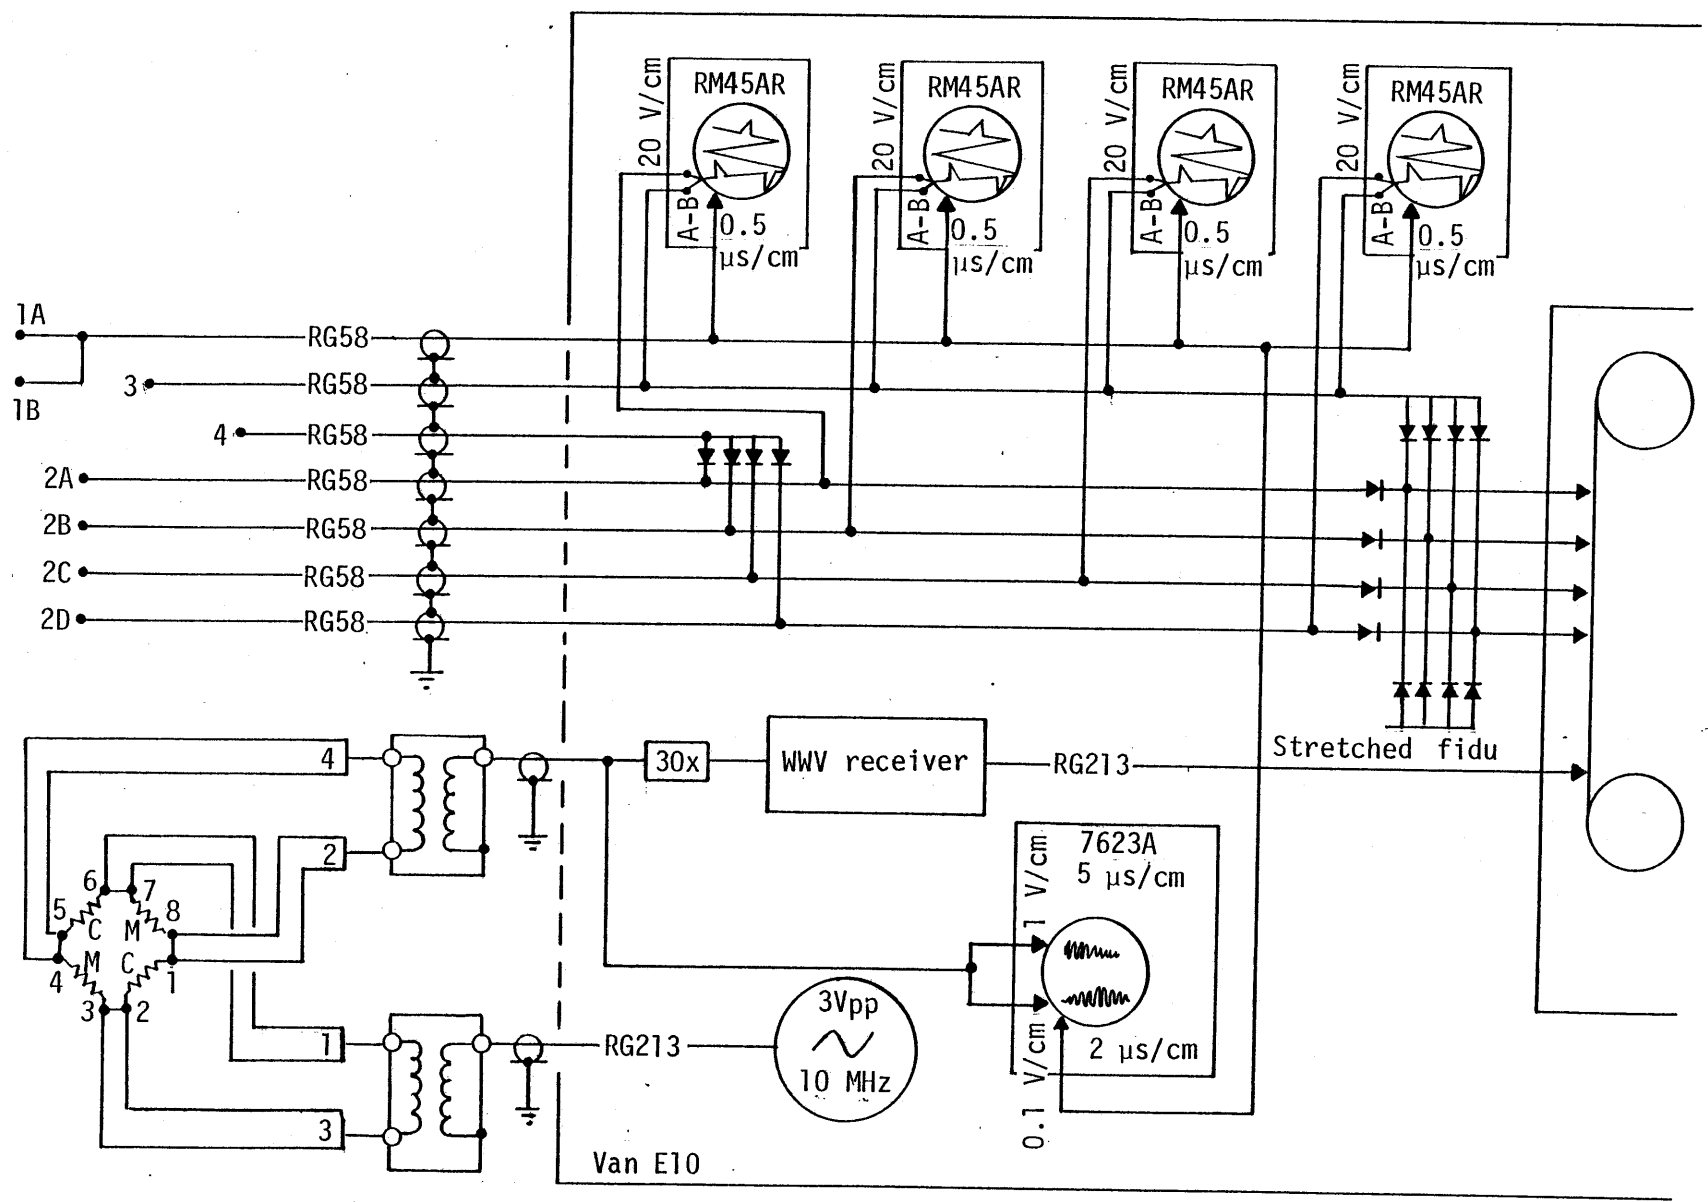 RM45AR
20 V/cm
A-B
0.5
µs/cm
RM45AR
20 V/cm
A-B
0.5
µs/cm
RM45AR
20 V/cm
A-B
0.5
µs/cm
RM45AR
20 V/cm
A-B
0.5
µs/cm
1A
RG58
1B
3
RG58
4
RG58
2A
RG58
2B
RG58
2C
RG58
2D
RG58
Stretched fidu
4
30x
WWV receiver
RG213
2
7623A
5 µs/cm
1 V/cm
6
7
5
8
C
M
M
C
4
1
3
2
3Vpp
10 MHz
RG213
1
2 µs/cm
0.1 V/cm
3
Van E10